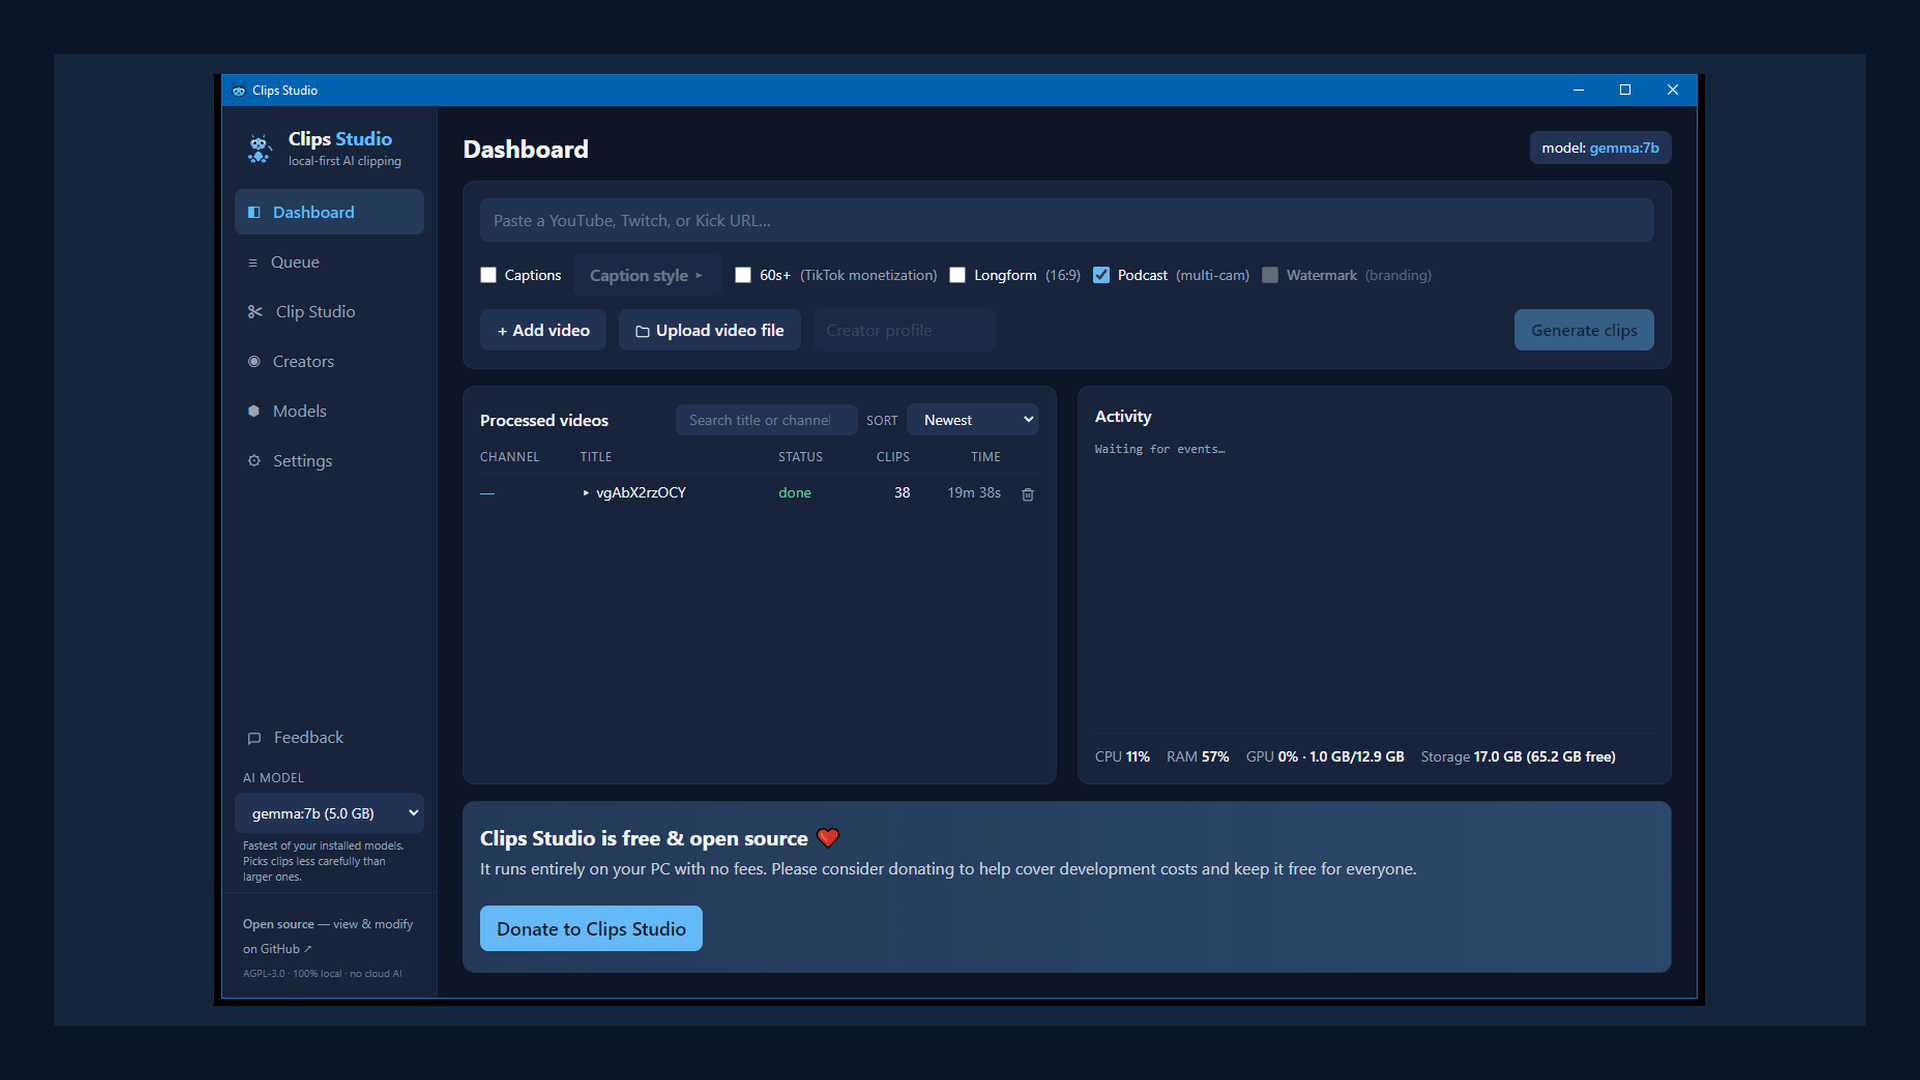 Clips Studio
Clips Studio
local-first AI clipping
Dashboard
Queue
Clip Studio
Creators
Models
Settings
Feedback
AI MODEL
gemma:7b (5.0 GB)
Fastest of your installed models.
Picks clips less carefully than
larger ones.
Open source — view & modify
on GitHub ↗
AGPL-3.0 · 100% local · no cloud AI
Dashboard
model: gemma:7b
Paste a YouTube, Twitch, or Kick URL...
Captions Caption style ▸ 60s+ (TikTok monetization) Longform (16:9) Podcast (multi-cam) Watermark (branding)
+ Add video Upload video file Creator profile Generate clips
Processed videos Search title or channel SORT Newest
CHANNEL TITLE STATUS CLIPS TIME
— ▸ vgAbX2rzOCY done 38 19m 38s
Activity
Waiting for events…
CPU 11% RAM 57% GPU 0% · 1.0 GB/12.9 GB Storage 17.0 GB (65.2 GB free)
Clips Studio is free & open source ❤️
It runs entirely on your PC with no fees. Please consider donating to help cover development costs and keep it free for everyone.
Donate to Clips Studio